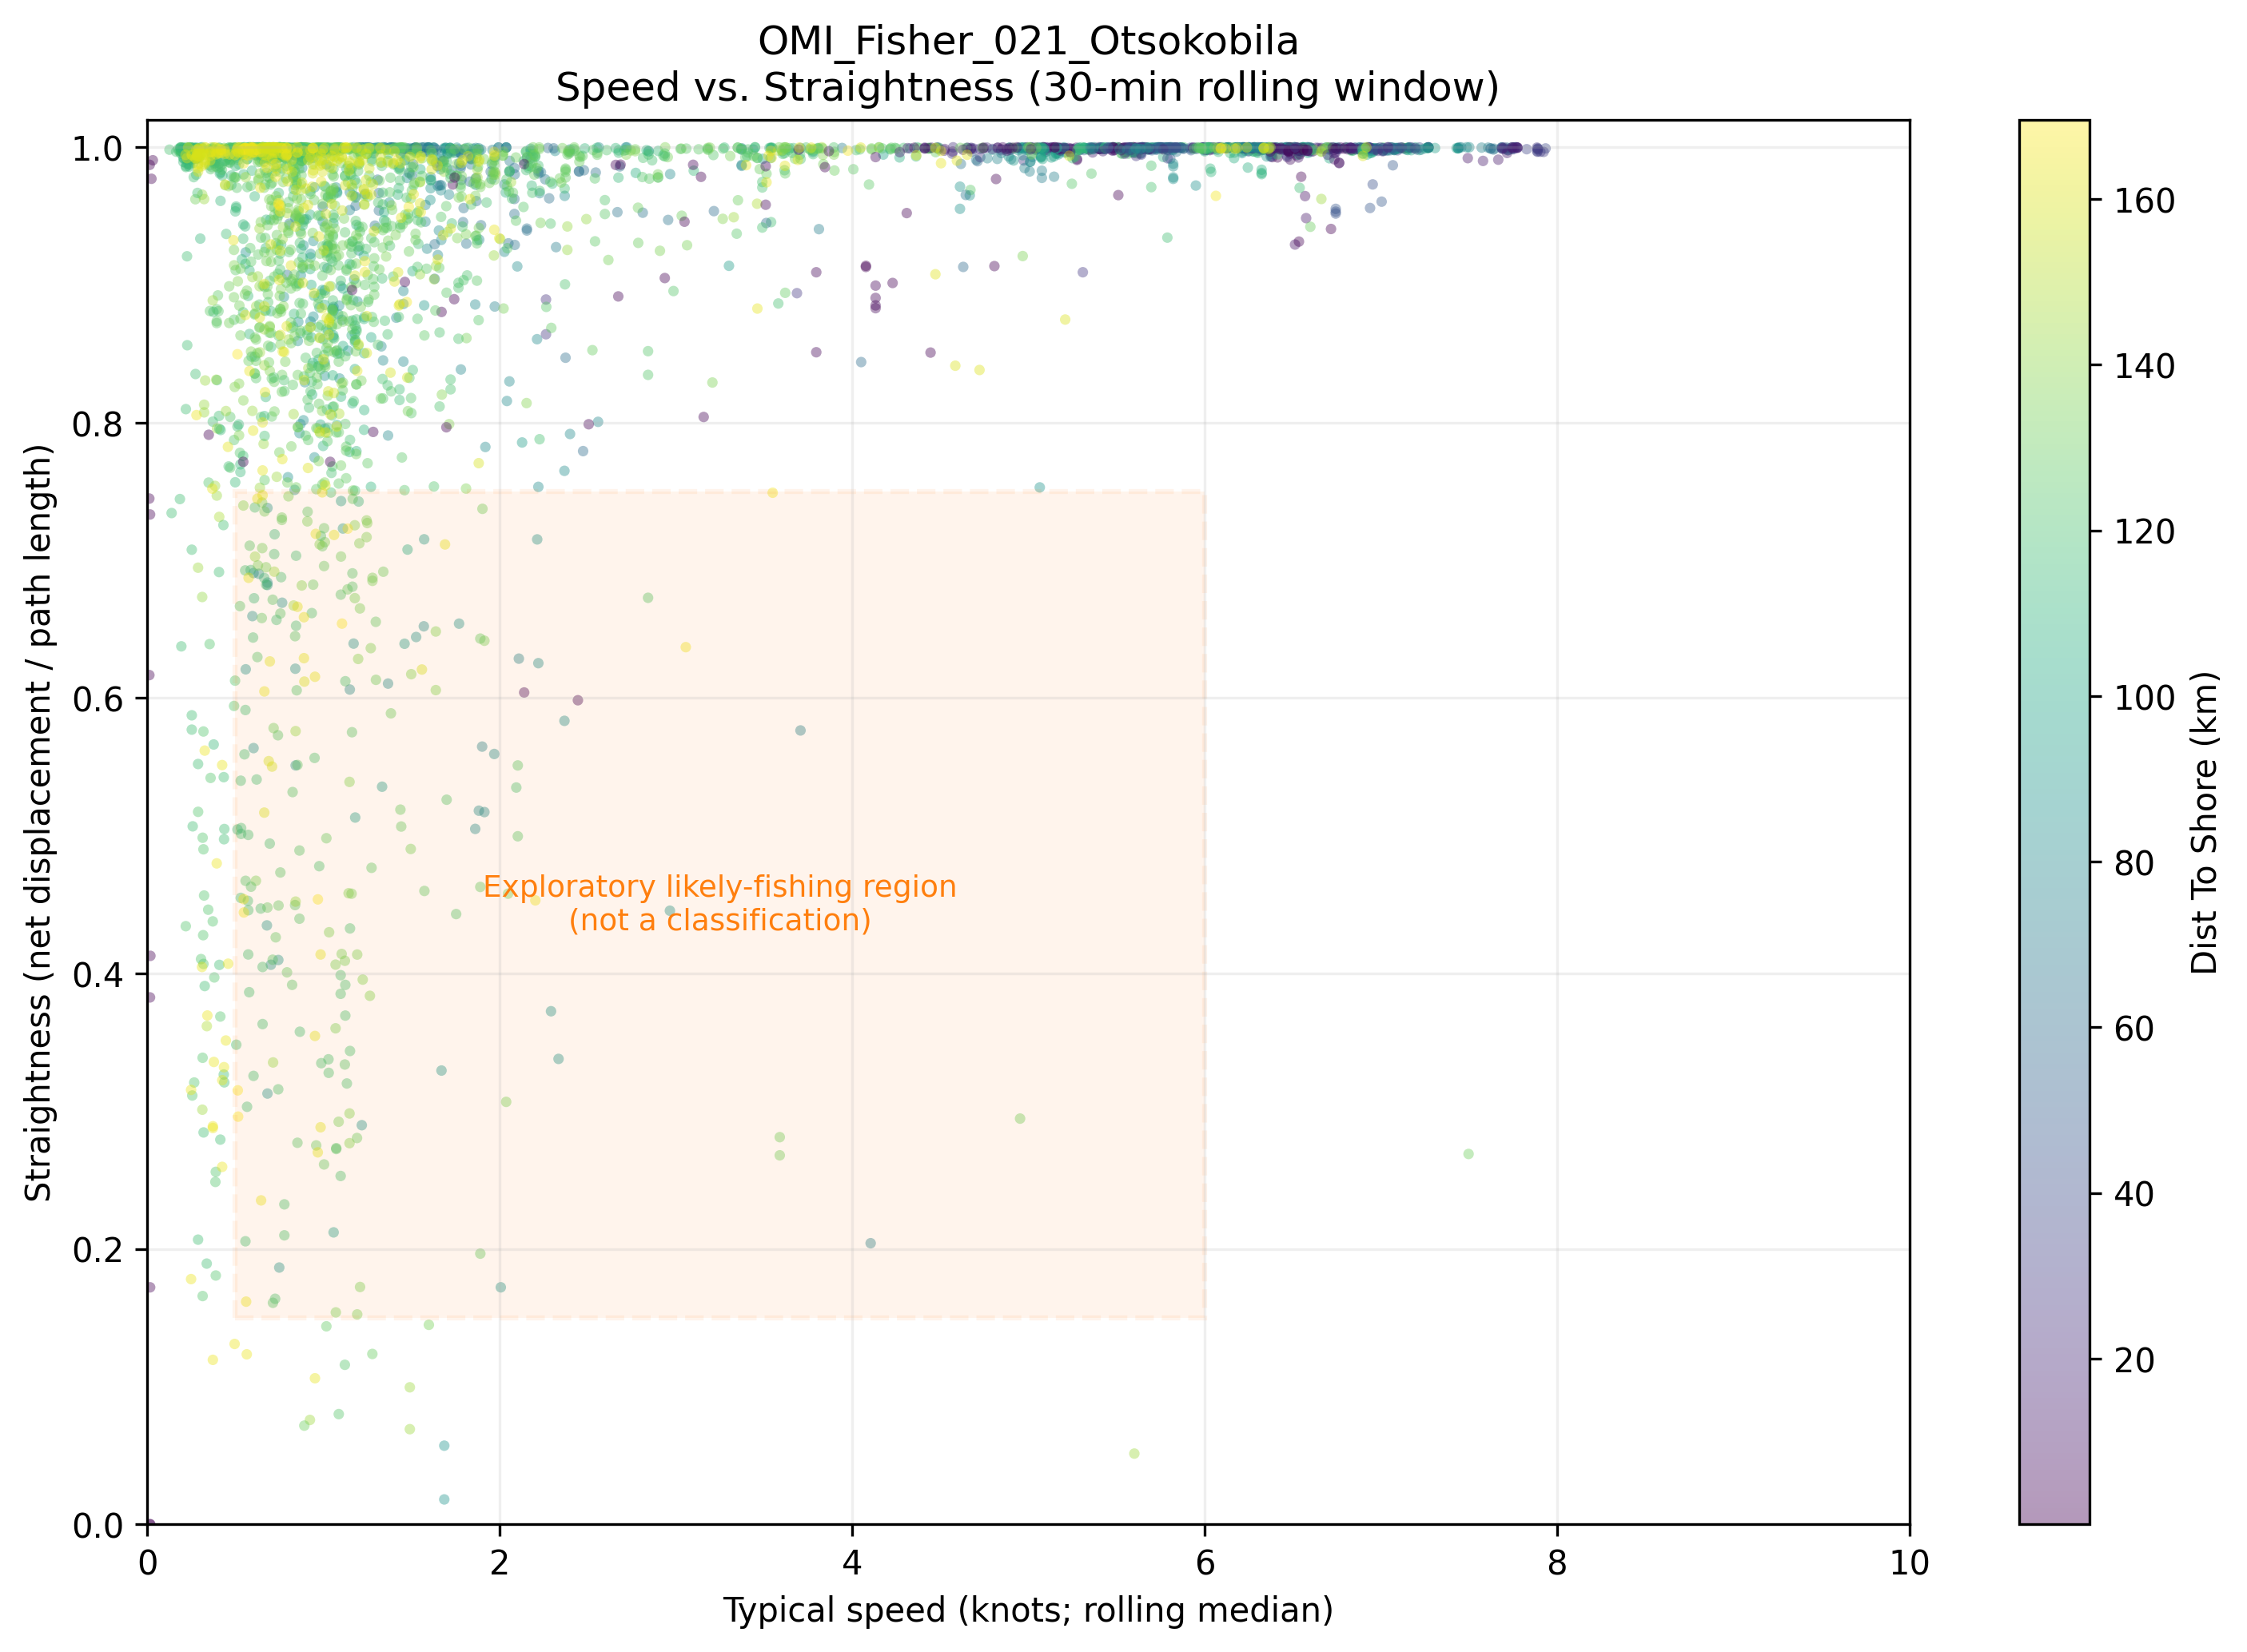 OMI_Fisher_021_Otsokobila
Speed vs. Straightness (30-min rolling window)
1.0
0.8
0.6
0.4
0.2
0.0
Straightness (net displacement / path length)
Exploratory likely-fishing region
(not a classification)
0
2
4
6
8
10
Typical speed (knots; rolling median)
160
140
120
100
80
60
40
20
Dist To Shore (km)